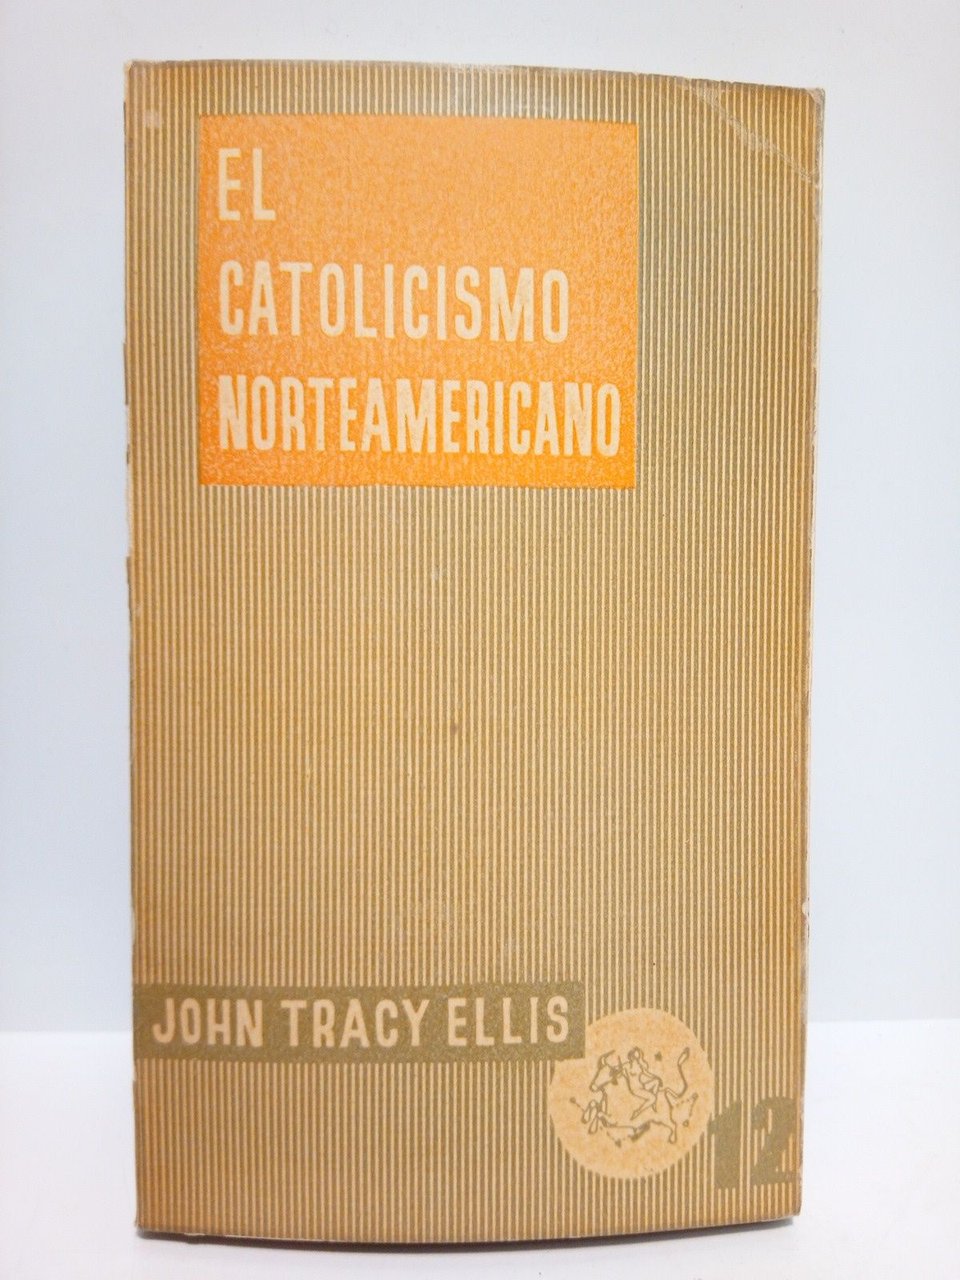 EL
CATOLICISMO
NORTEAMERICANO
JOHN TRACY ELLIS
12